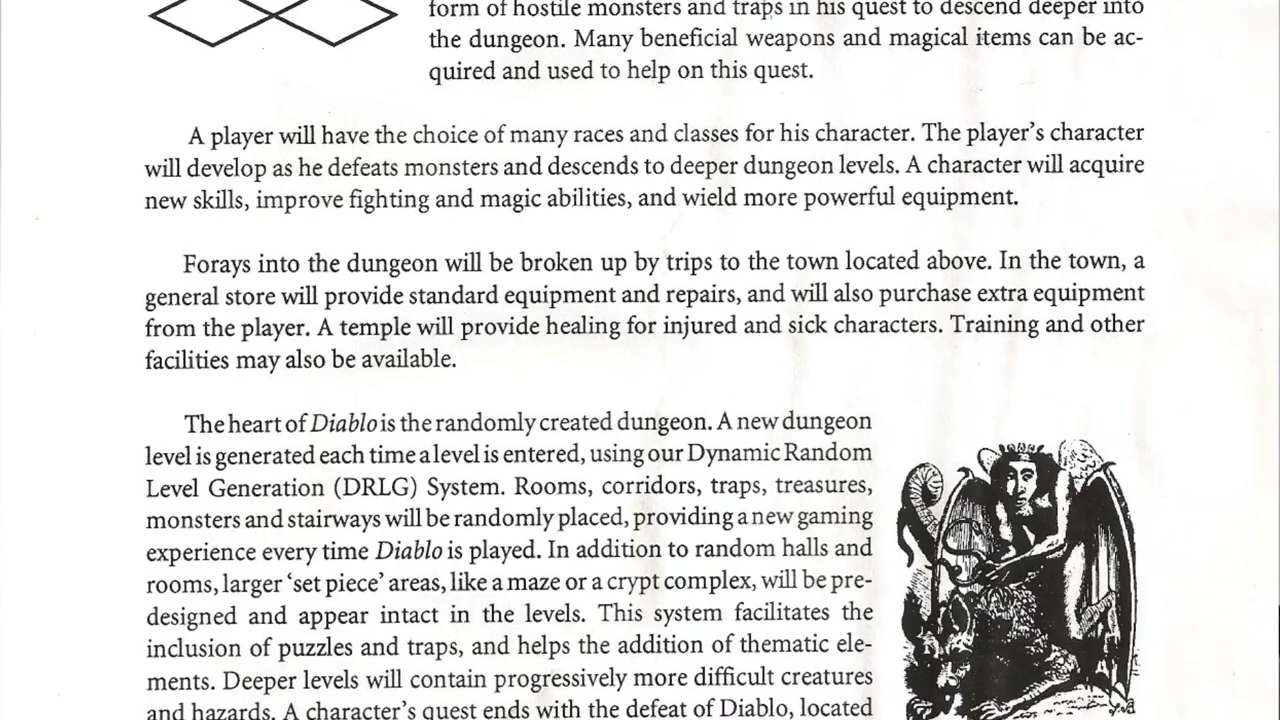 form of hostile monsters and traps in his quest to descend deeper into
the dungeon. Many beneficial weapons and magical items can be ac-
quired and used to help on this quest.
A player will have the choice of many races and classes for his character. The player's character
will develop as he defeats monsters and descends to deeper dungeon levels. A character will acquire
new skills, improve fighting and magic abilities, and wield more powerful equipment.
Forays into the dungeon will be broken up by trips to the town located above. In the town, a
general store will provide standard equipment and repairs, and will also purchase extra equipment
from the player. A temple will provide healing for injured and sick characters. Training and other
facilities may also be available.
The heart of Diablo is the randomly created dungeon. A new dungeon
level is generated each time a level is entered, using our Dynamic Random
Level Generation (DRLG) System. Rooms, corridors, traps, treasures,
monsters and stairways will be randomly placed, providing a new gaming
experience every time Diablo is played. In addition to random halls and
rooms, larger ‘set piece’ areas, like a maze or a crypt complex, will be pre-
designed and appear intact in the levels. This system facilitates the
inclusion of puzzles and traps, and helps the addition of thematic ele-
ments. Deeper levels will contain progressively more difficult creatures
and hazards. A character's quest ends with the defeat of Diablo, located